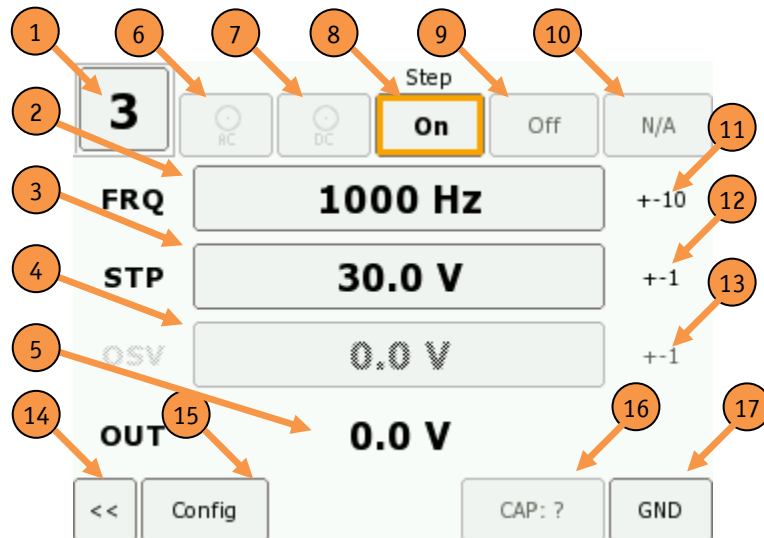 1 6 7 8 9 10
Step
3 AC DC On Off N/A
2 11
FRQ 1000 Hz +-10
3 12
STP 30.0 V +-1
4 13
OSV 0.0 V +-1
5
14 15 16 17
OUT 0.0 V
<< Config CAP: ? GND